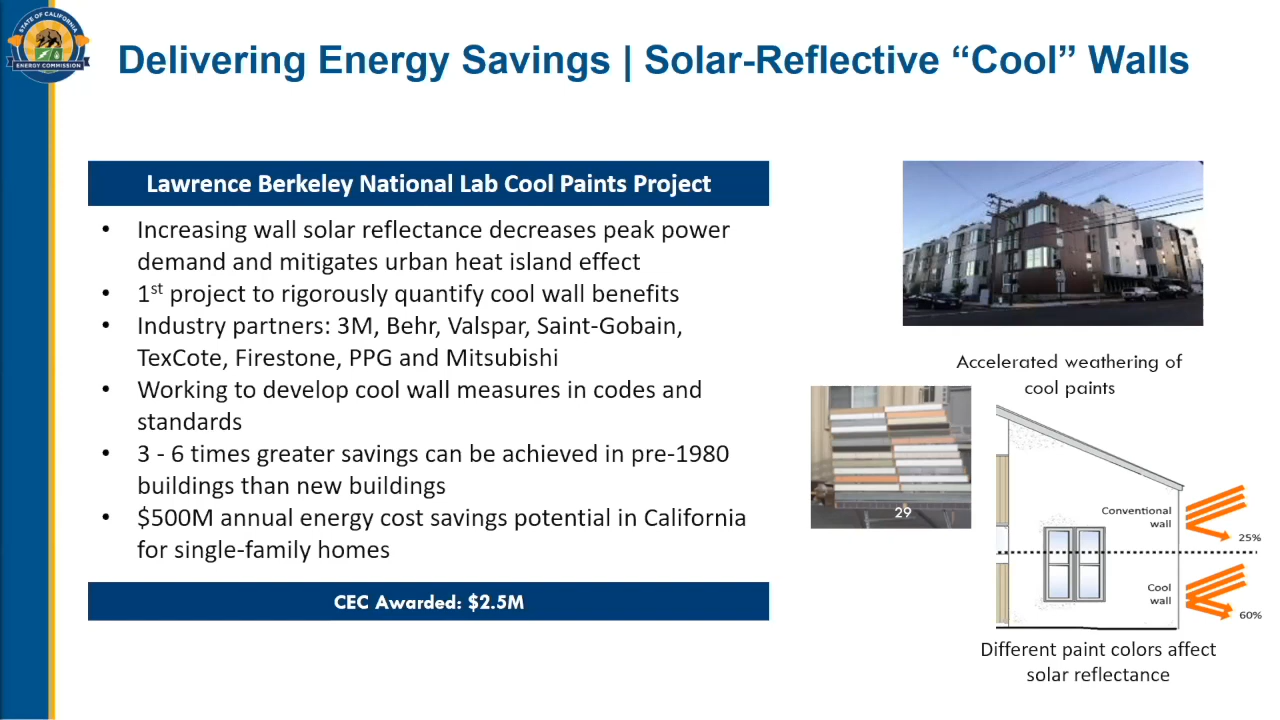 STATE OF CALIFORNIA
ENERGY COMMISSION
Delivering Energy Savings | Solar-Reflective “Cool” Walls
Lawrence Berkeley National Lab Cool Paints Project
• Increasing wall solar reflectance decreases peak power
demand and mitigates urban heat island effect
• 1st project to rigorously quantify cool wall benefits
• Industry partners: 3M, Behr, Valspar, Saint-Gobain,
TexCote, Firestone, PPG and Mitsubishi
• Working to develop cool wall measures in codes and
standards
• 3 - 6 times greater savings can be achieved in pre-1980
buildings than new buildings
• $500M annual energy cost savings potential in California
for single-family homes
CEC Awarded: $2.5M
Accelerated weathering of
cool paints
29
Conventional
wall
25%
Cool
wall
60%
Different paint colors affect
solar reflectance